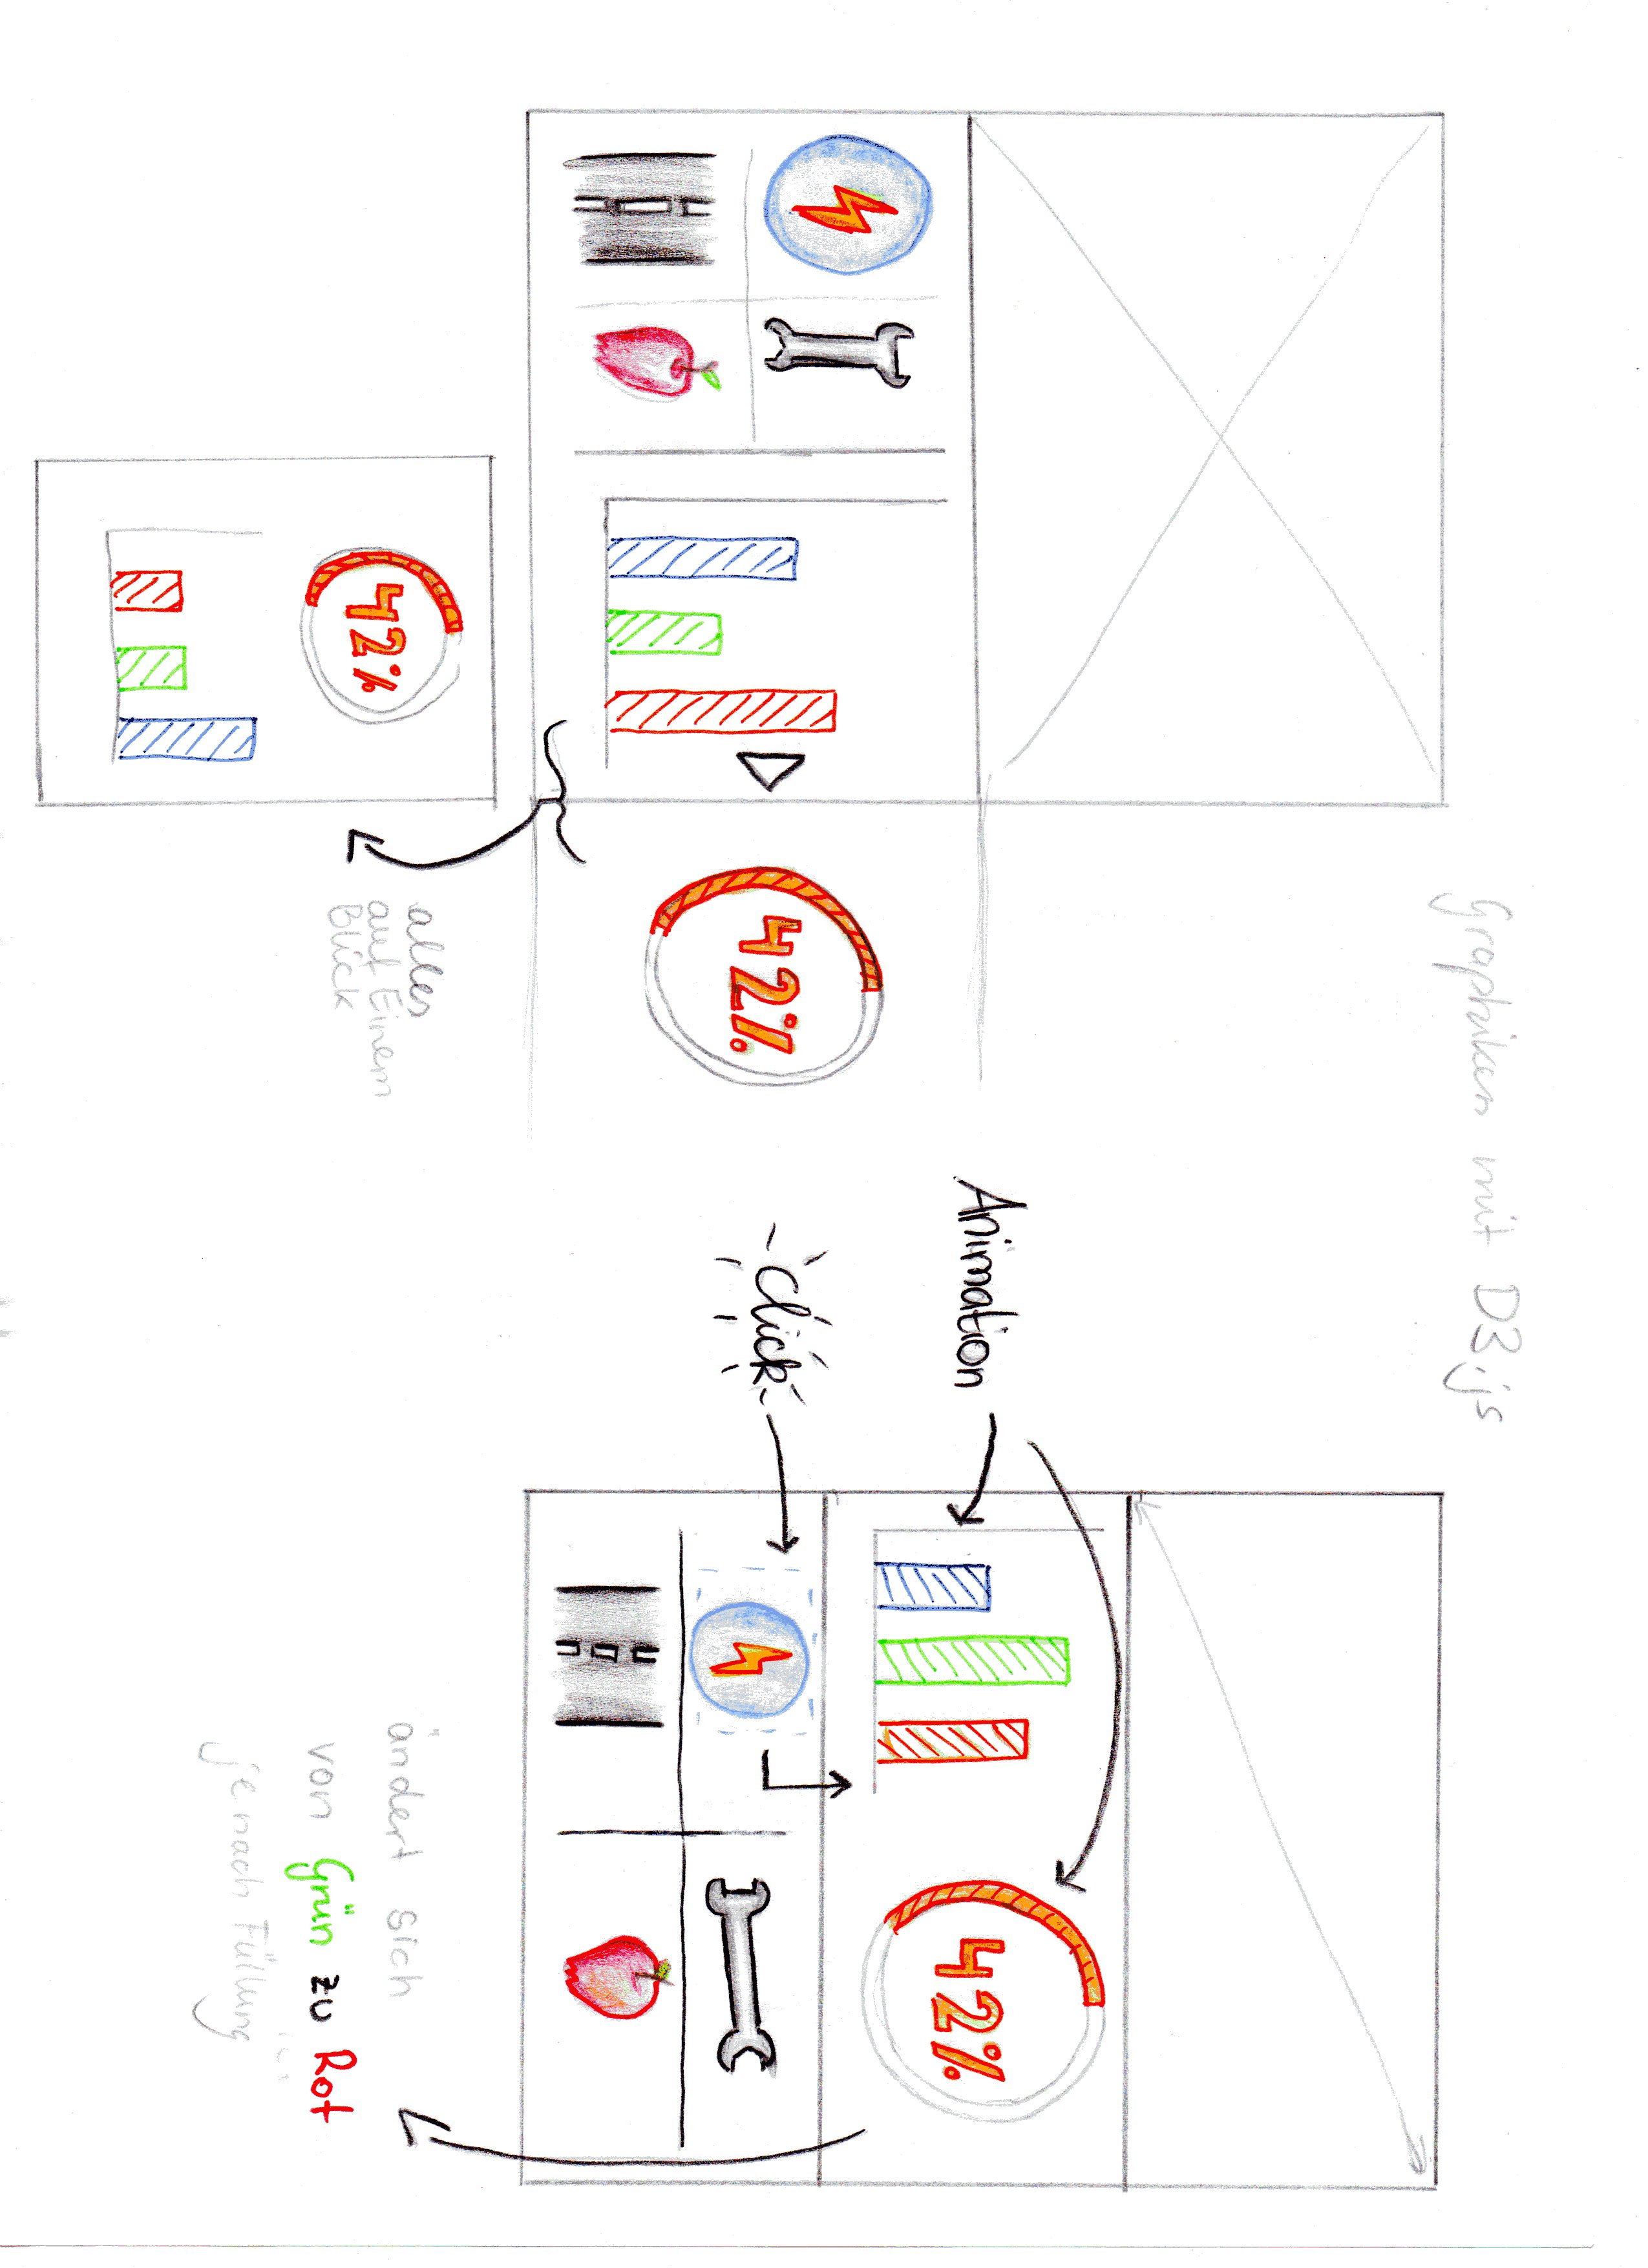 Graphiken mit D3.js
42%
Animation
Click
42%
42%
alles
auf Einem
Blick
ändert sich
von Grün zu Rot
je nach Füllung